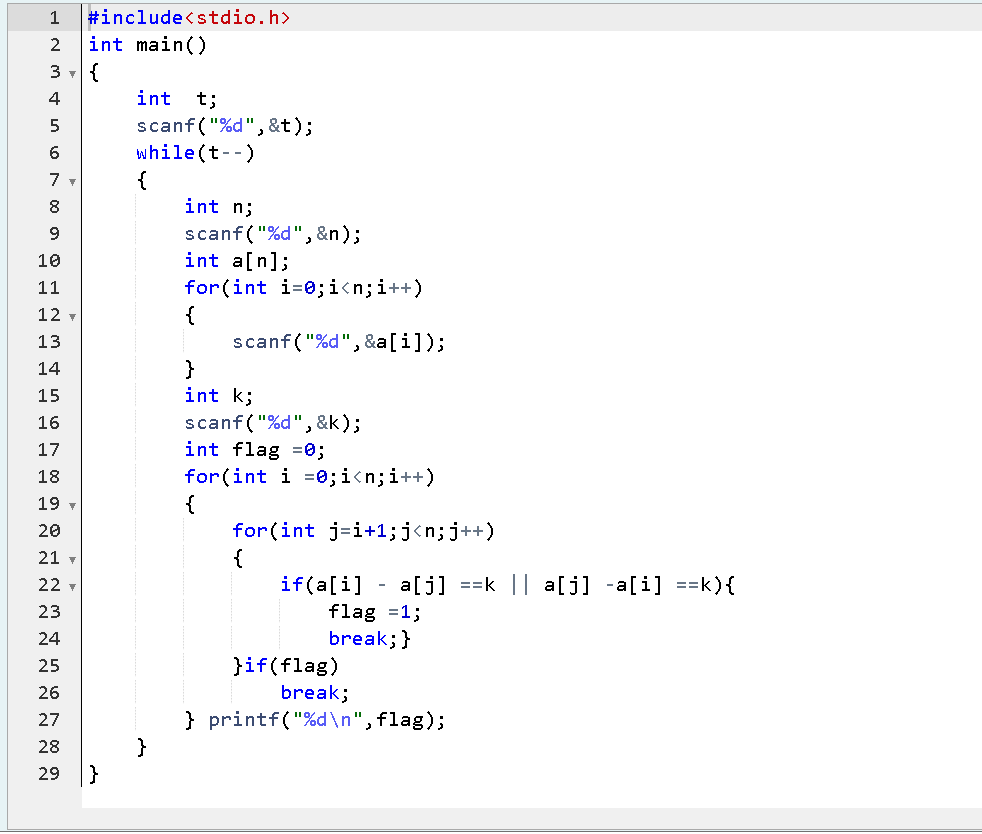 1 #include<stdio.h>
2 int main()
3 {
4     int  t;
5     scanf("%d",&t);
6     while(t--)
7     {
8         int n;
9         scanf("%d",&n);
10         int a[n];
11         for(int i=0;i<n;i++)
12         {
13             scanf("%d",&a[i]);
14         }
15         int k;
16         scanf("%d",&k);
17         int flag =0;
18         for(int i =0;i<n;i++)
19         {
20             for(int j=i+1;j<n;j++)
21             {
22                 if(a[i] - a[j] ==k || a[j] -a[i] ==k){
23                     flag =1;
24                     break;}
25             }if(flag)
26                 break;
27         } printf("%d\n",flag);
28     }
29 }